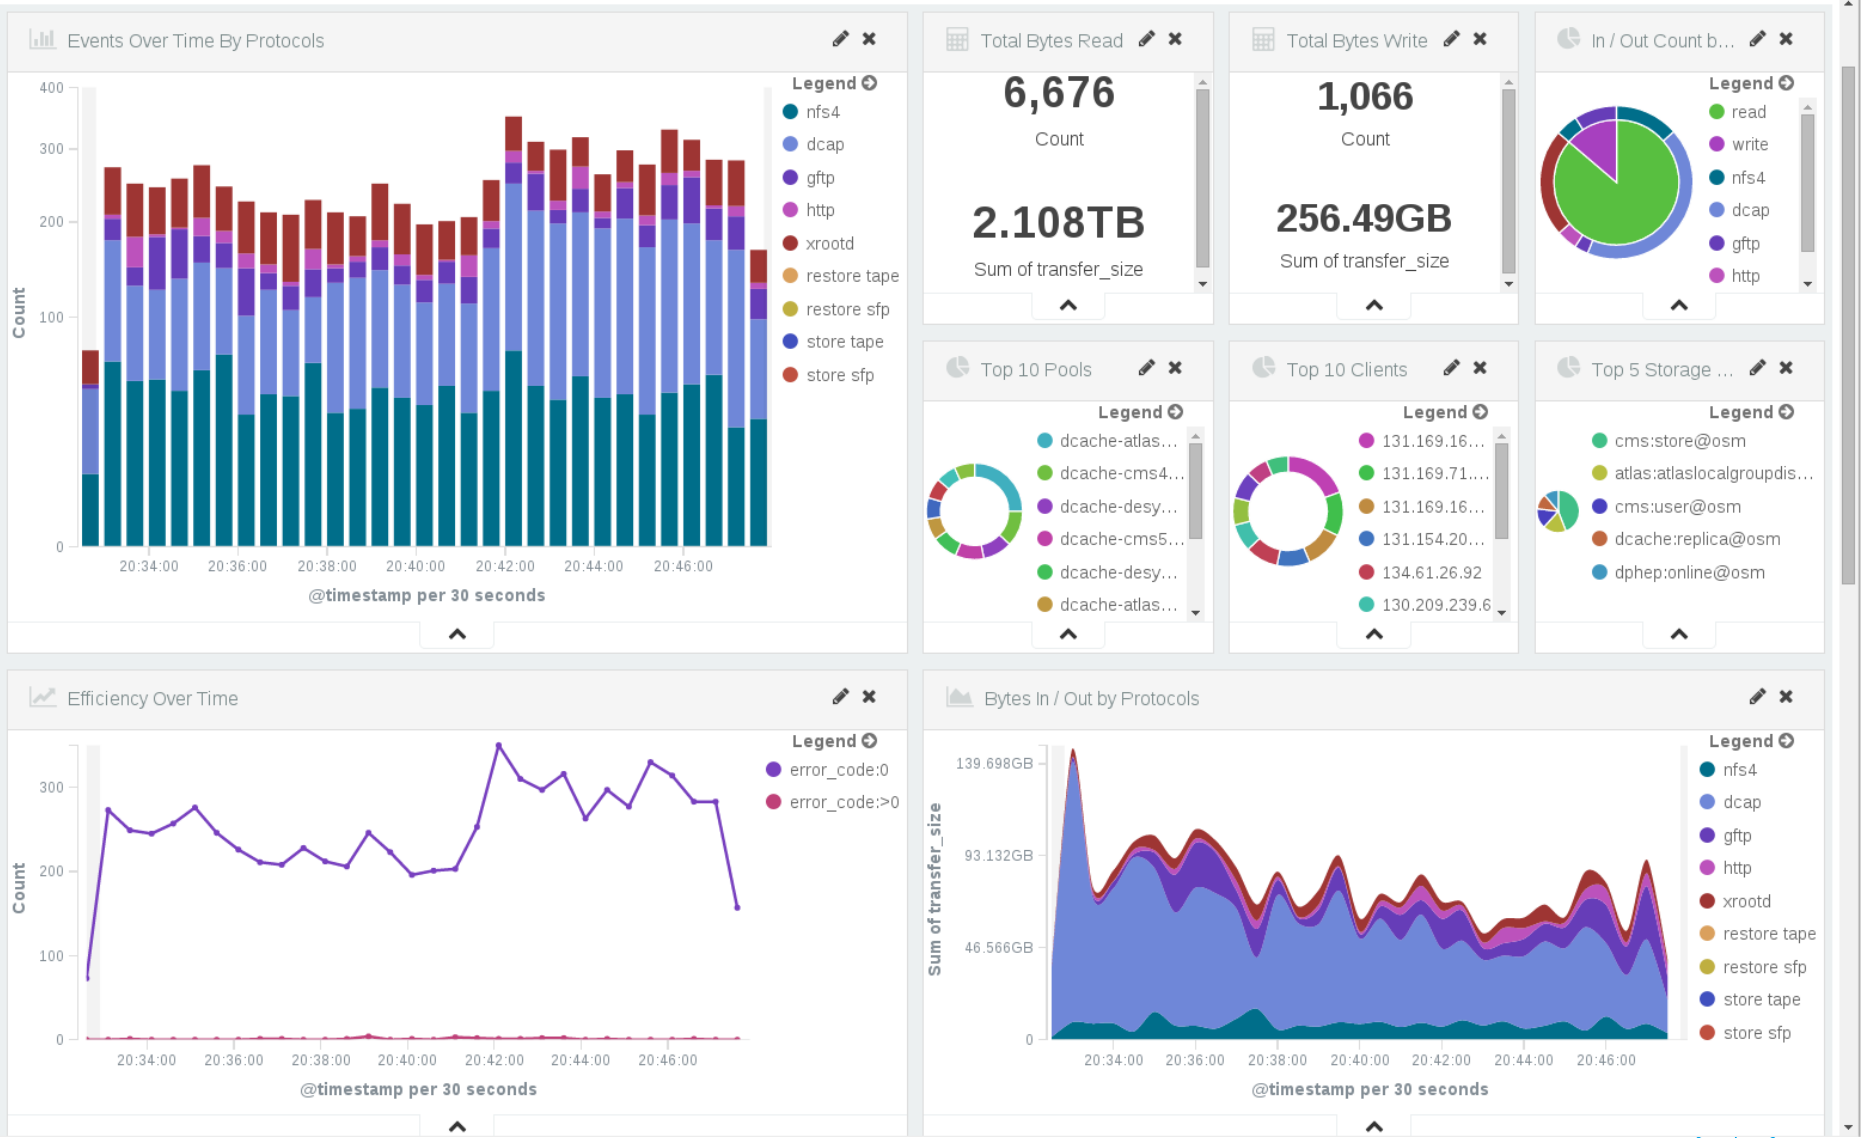 Events Over Time By Protocols
Legend
400
300
200
100
0
Count
20:34:00 20:36:00 20:38:00 20:40:00 20:42:00 20:44:00 20:46:00
@timestamp per 30 seconds
nfs4
dcap
gftp
http
xrootd
restore tape
restore sfp
store tape
store sfp
Total Bytes Read
6,676
Count
2.108TB
Sum of transfer_size
Total Bytes Write
1,066
Count
256.49GB
Sum of transfer_size
In / Out Count b...
Legend
read
write
nfs4
dcap
gftp
http
Top 10 Pools
Legend
dcache-atlas...
dcache-cms4...
dcache-desy...
dcache-cms5...
dcache-desy...
dcache-atlas...
Top 10 Clients
Legend
131.169.16...
131.169.71....
131.169.16...
131.154.20...
134.61.26.92
130.209.239.6
Top 5 Storage ...
Legend
cms:store@osm
atlas:atlaslocalgroupdis...
cms:user@osm
dcache:replica@osm
dphep:online@osm
Efficiency Over Time
Legend
error_code:0
error_code:>0
300
200
100
0
Count
20:34:00 20:36:00 20:38:00 20:40:00 20:42:00 20:44:00 20:46:00
@timestamp per 30 seconds
Bytes In / Out by Protocols
Legend
139.698GB
93.132GB
46.566GB
0
Sum of transfer_size
20:34:00 20:36:00 20:38:00 20:40:00 20:42:00 20:44:00 20:46:00
@timestamp per 30 seconds
nfs4
dcap
gftp
http
xrootd
restore tape
restore sfp
store tape
store sfp